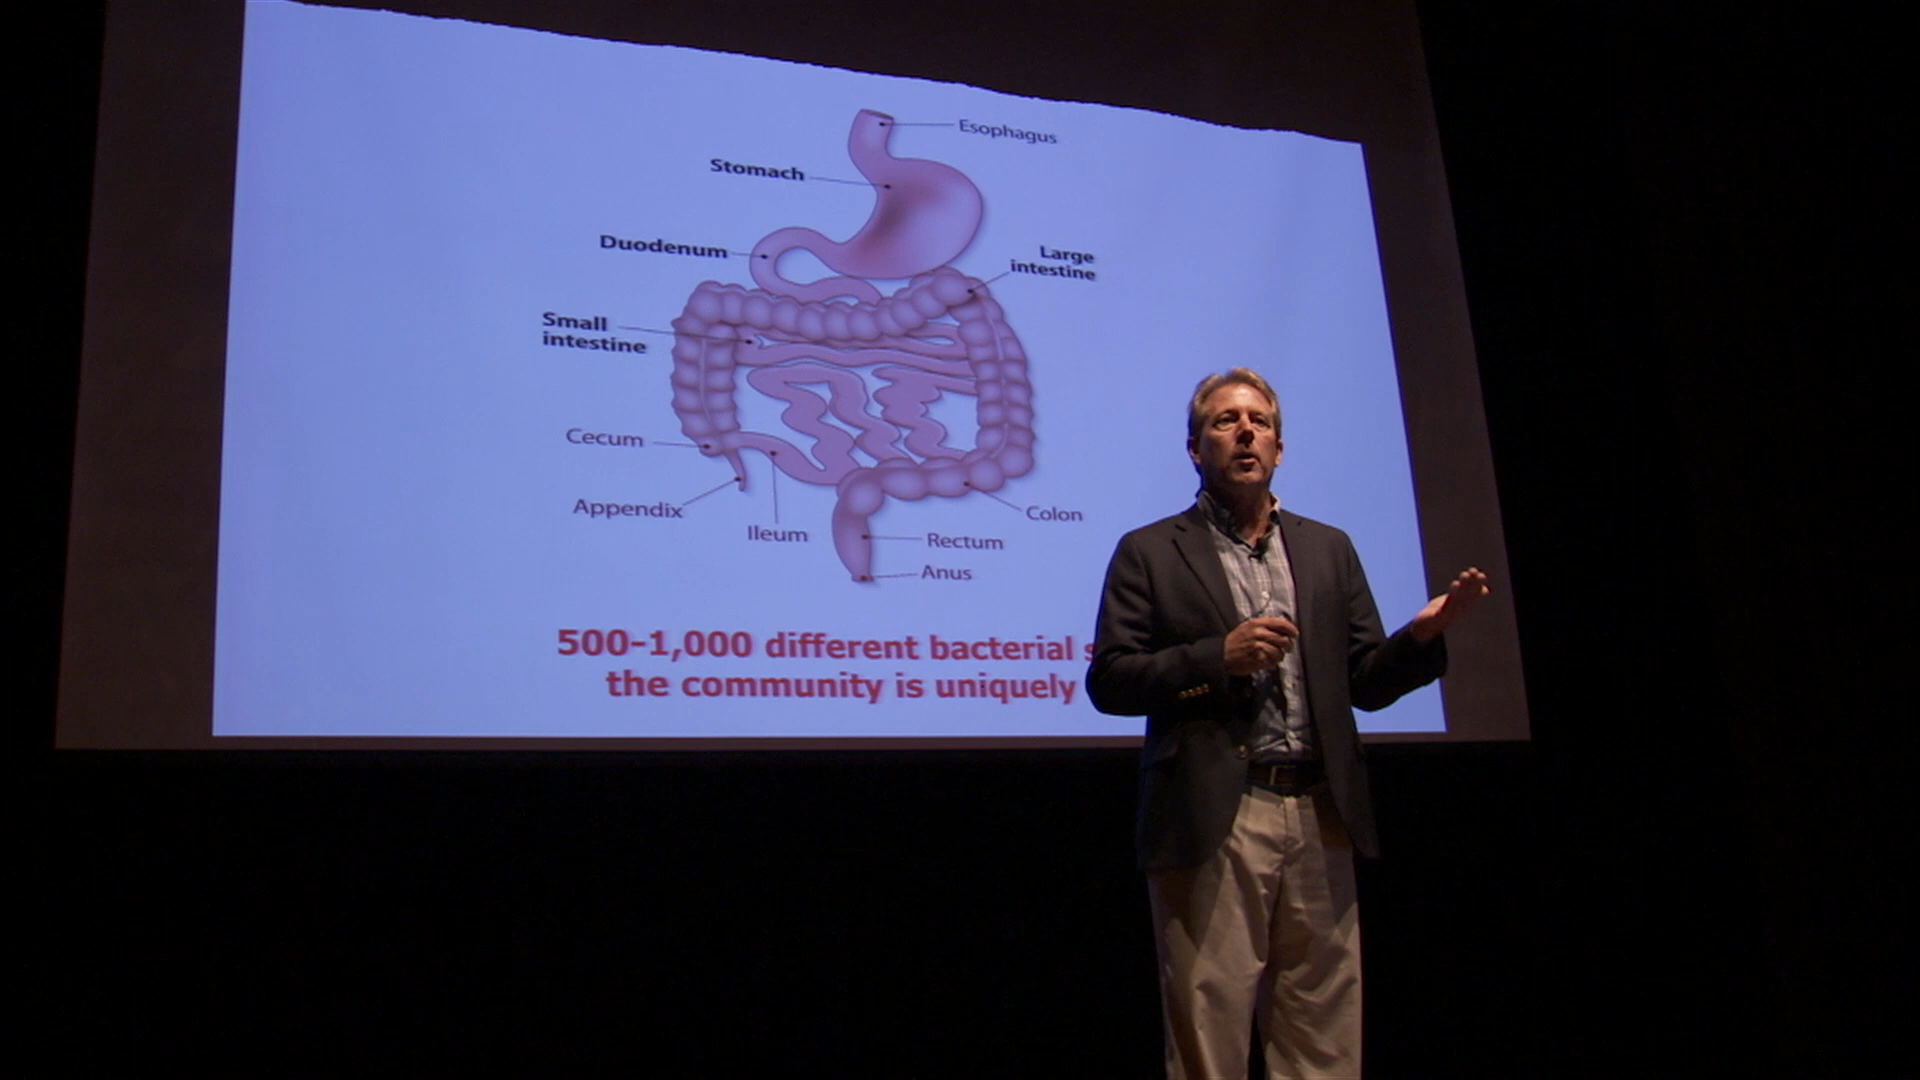 Esophagus
Stomach
Duodenum
Large
intestine
Small
intestine
Cecum
Appendix
Ileum
Colon
Rectum
Anus
500-1,000 different bacterial
the community is uniquely